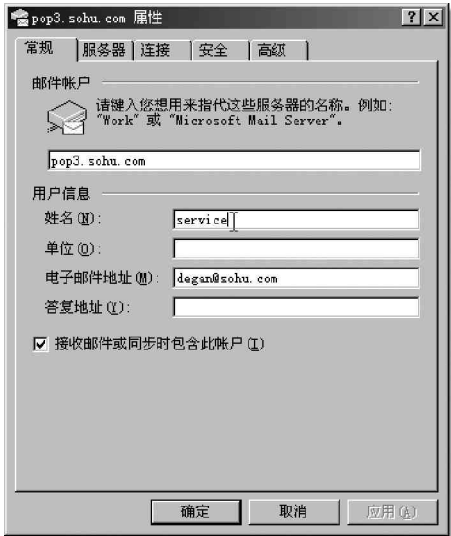 pop3.sohu.com 属性
常规 服务器 连接 安全 高级
邮件帐户
请键入您想用来指代这些服务器的名称。例如:
"Work" 或 "Microsoft Mail Server"。
pop3.sohu.com
用户信息
姓名(N): service
单位(O):
电子邮件地址(M): degan@sohu.com
答复地址(Y):
接收邮件或同步时包含此帐户(I)
确定 取消 应用(A)